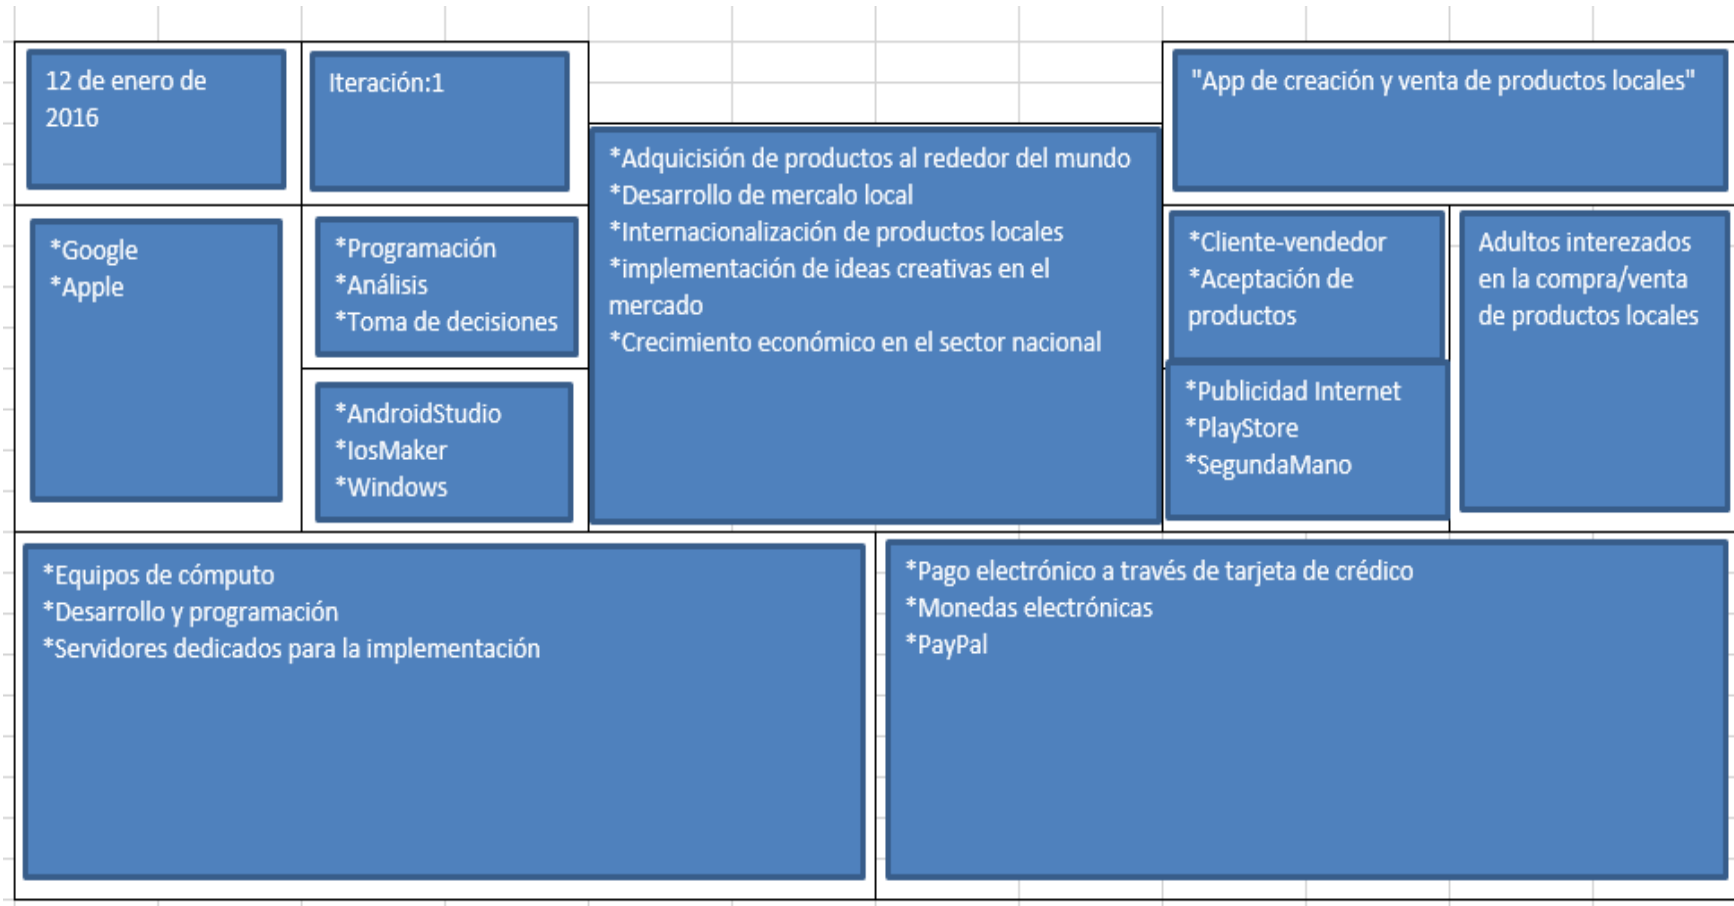 12 de enero de
2016
Iteración:1
"App de creación y venta de productos locales"
*Google
*Apple
*Programación
*Análisis
*Toma de decisiones
*AndroidStudio
*IosMaker
*Windows
*Adquicisión de productos al rededor del mundo
*Desarrollo de mercalo local
*Internacionalización de productos locales
*implementación de ideas creativas en el
mercado
*Crecimiento económico en el sector nacional
*Cliente-vendedor
*Aceptación de
productos
*Publicidad Internet
*PlayStore
*SegundaMano
Adultos interezados
en la compra/venta
de productos locales
*Equipos de cómputo
*Desarrollo y programación
*Servidores dedicados para la implementación
*Pago electrónico a través de tarjeta de crédico
*Monedas electrónicas
*PayPal